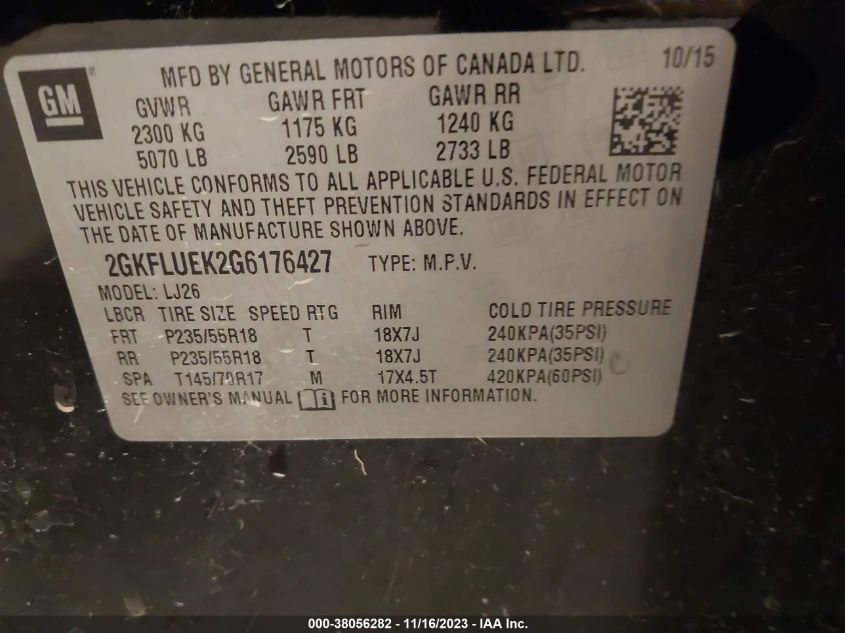 GM
MFD BY GENERAL MOTORS OF CANADA LTD. 10/15
GVWR GAWR FRT GAWR RR
2300 KG 1175 KG 1240 KG
5070 LB 2590 LB 2733 LB
THIS VEHICLE CONFORMS TO ALL APPLICABLE U.S. FEDERAL MOTOR
VEHICLE SAFETY AND THEFT PREVENTION STANDARDS IN EFFECT ON
THE DATE OF MANUFACTURE SHOWN ABOVE.
2GKFLUEK2G6176427 TYPE: M.P.V.
MODEL: LJ26
LBCR TIRE SIZE SPEED RTG RIM COLD TIRE PRESSURE
FRT P235/55R18 T 18X7J 240KPA(35PSI)
RR P235/55R18 T 18X7J 240KPA(35PSI)
SPA T145/70R17 M 17X4.5T 420KPA(60PSI)
SEE OWNER'S MANUAL FOR MORE INFORMATION.
000-38056282 - 11/16/2023 - IAA Inc.